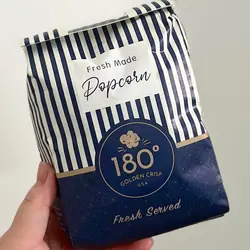 Fresh Made
Popcorn
180°
GOLDEN CRISP
USA
Fresh Served